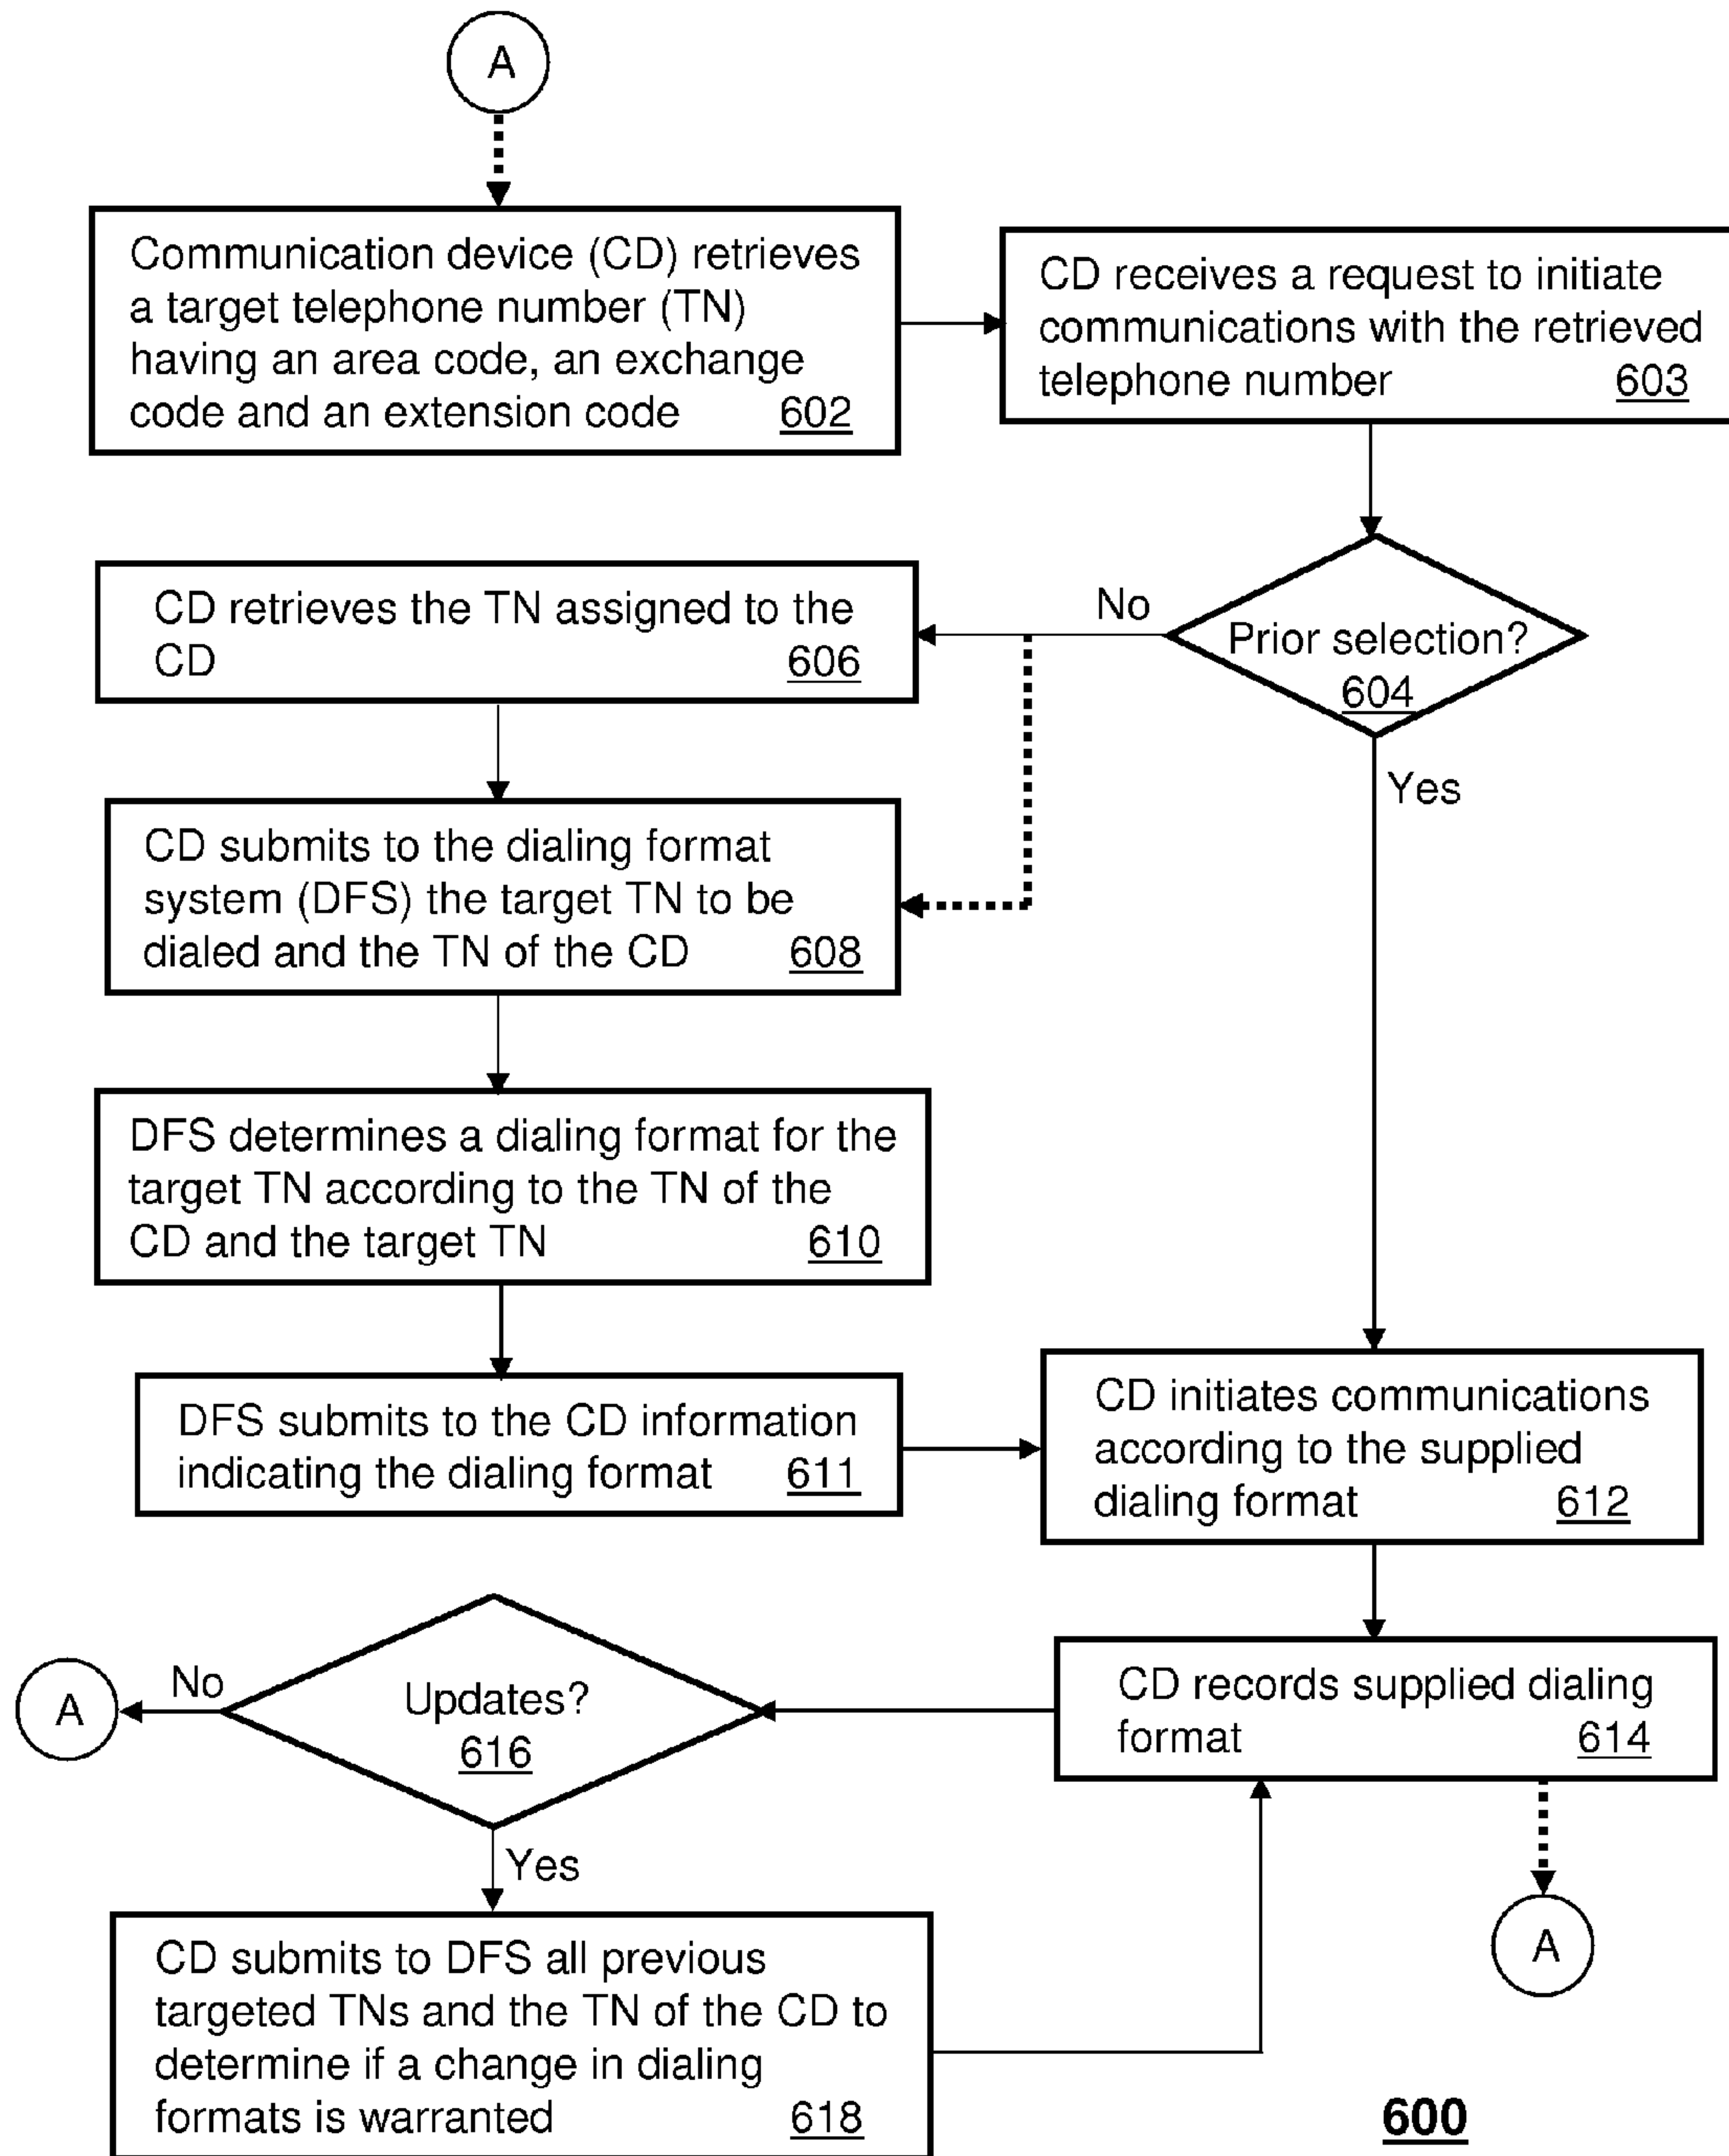 A
Communication device (CD) retrieves
a target telephone number (TN)
having an area code, an exchange
code and an extension code 602
CD receives a request to initiate
communications with the retrieved
telephone number 603
Prior selection?
604
No
Yes
CD retrieves the TN assigned to the
CD 606
CD submits to the dialing format
system (DFS) the target TN to be
dialed and the TN of the CD 608
DFS determines a dialing format for the
target TN according to the TN of the
CD and the target TN 610
DFS submits to the CD information
indicating the dialing format 611
CD initiates communications
according to the supplied
dialing format 612
CD records supplied dialing
format 614
Updates?
616
No
A
Yes
A
CD submits to DFS all previous
targeted TNs and the TN of the CD to
determine if a change in dialing
formats is warranted 618
600